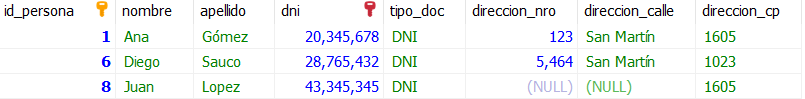 id_persona nombre apellido dni tipo_doc direccion_nro direccion_calle direccion_cp
1 Ana Gómez 20,345,678 DNI 123 San Martín 1605
6 Diego Sauco 28,765,432 DNI 5,464 San Martín 1023
8 Juan Lopez 43,345,345 DNI (NULL) (NULL) 1605